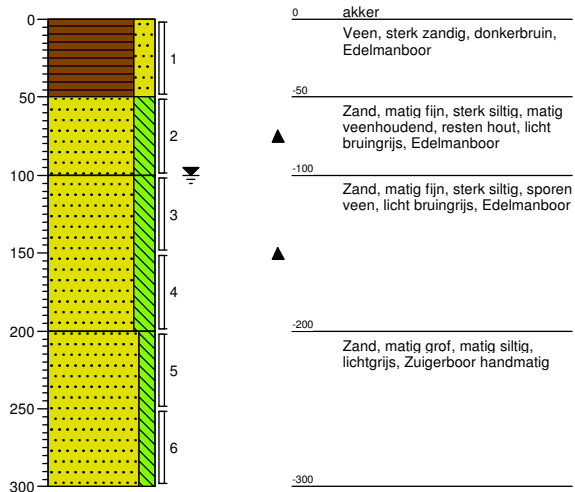 0
50
100
150
200
250
300
1
2
3
4
5
6
0 akker
Veen, sterk zandig, donkerbruin,
Edelmanboor
-50
Zand, matig fijn, sterk siltig, matig
veenhoudend, resten hout, licht
bruingrijs, Edelmanboor
-100
Zand, matig fijn, sterk siltig, sporen
veen, licht bruingrijs, Edelmanboor
-200
Zand, matig grof, matig siltig,
lichtgrijs, Zuigerboor handmatig
-300